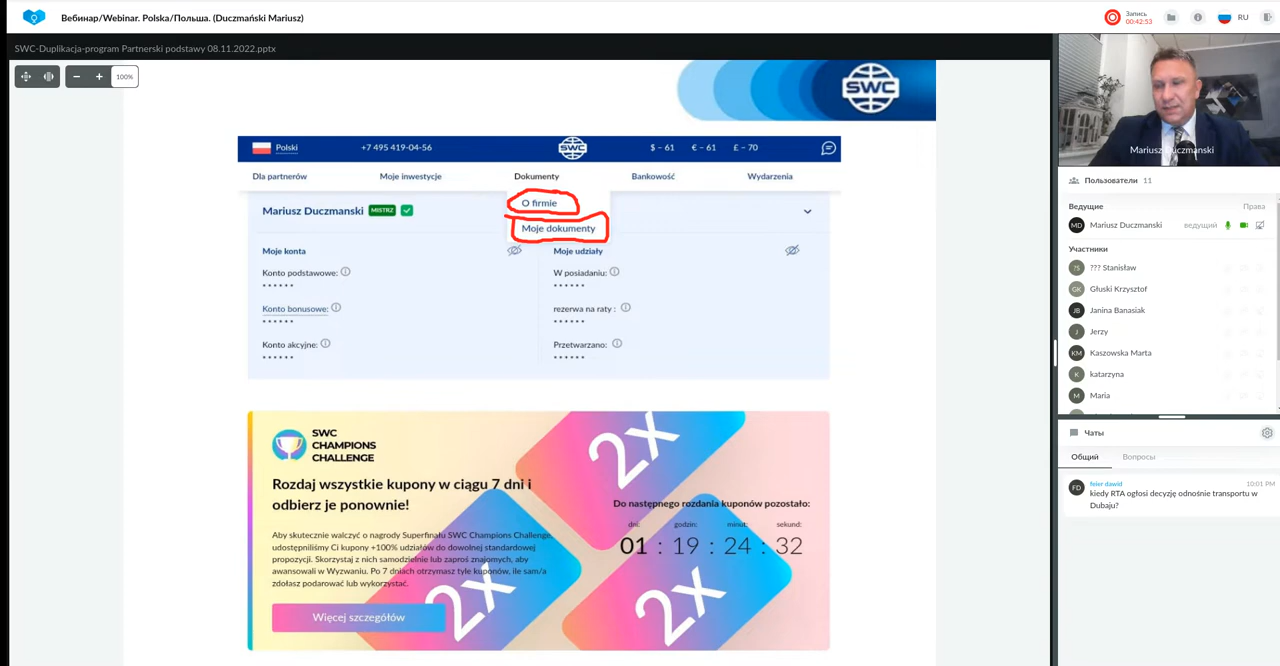 Вебинар/Webinar. Polska/Польша. (Duczmański Mariusz)
Запись
00:42:53
RU
SWC-Duplikacja-program Partnerski podstawy 08.11.2022.pptx
100%
SWC
Polski
+7 495 419-04-56
SWC
$ – 61
€ – 61
£ – 70
Dla partnerów
Moje inwestycje
Dokumenty
Bankowość
Wydarzenia
O firmie
Moje dokumenty
Mariusz Duczmanski
MISTRZ
Moje konta
Moje udziały
Konto podstawowe:
W posiadaniu:
Konto bonusowe:
rezerwa na raty :
Konto akcyjne:
Przetwarzano:
SWC
CHAMPIONS
CHALLENGE
Rozdaj wszystkie kupony w ciągu 7 dni i
odbierz je ponownie!
Aby skutecznie walczyć o nagrody Superfinału SWC Champions Challenge,
udostępniliśmy Ci kupony +100% udziałów do dowolnej standardowej
propozycji. Skorzystaj z nich samodzielnie lub zaproś znajomych, aby
awansowali w Wyzwaniu. Po 7 dniach otrzymasz tyle kuponów, ile sam/a
zdołasz podarować lub wykorzystać.
Więcej szczegółów
2x
2x
2x
Do następnego rozdania kuponów pozostało:
dni:
godzin:
minut:
sekund:
01 : 19 : 24 : 32
Mariusz Duczmanski
Пользователи 11
Ведущие
Права
MD Mariusz Duczmanski ведущий
Участники
?S ??? Stanisław
GK Głuski Krzysztof
JB Janina Banasiak
J Jerzy
KM Kaszowska Marta
K katarzyna
M Maria
Чаты
Общий
Вопросы
FD feier dawid 10:01 PM
kiedy RTA ogłosi decyzję odnośnie transportu w
Dubaju?